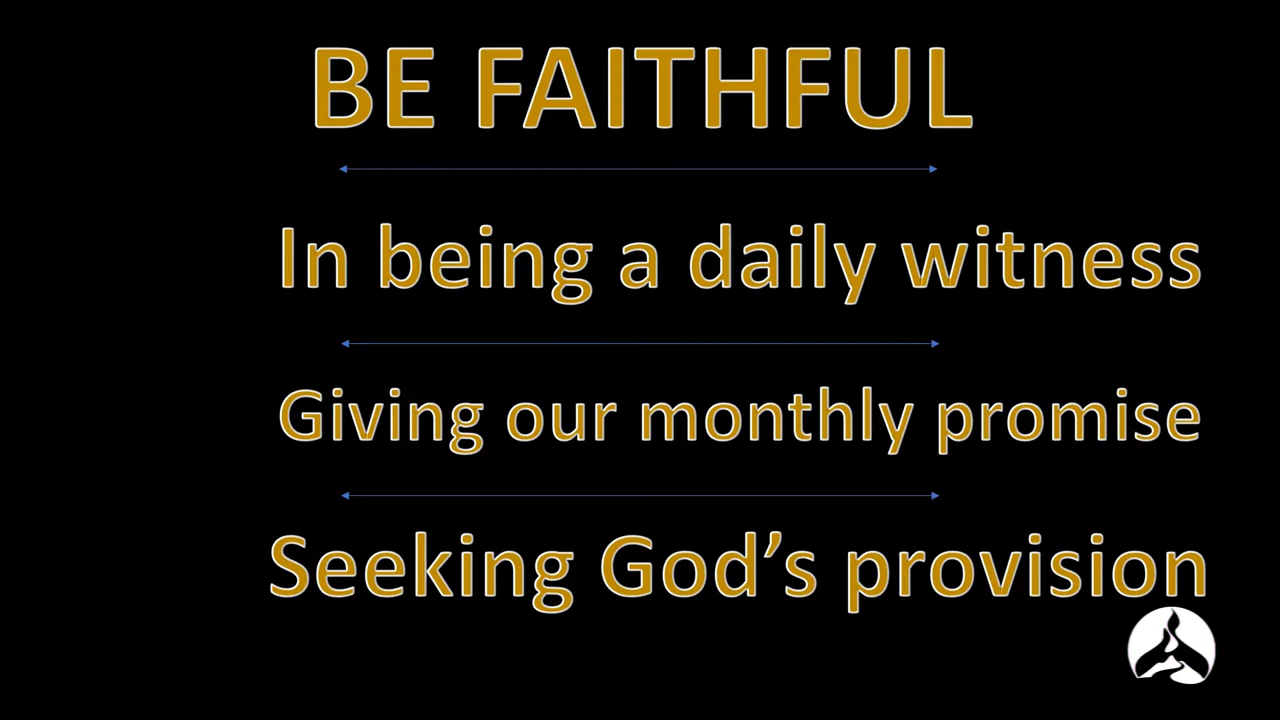 BE FAITHFUL
In being a daily witness
Giving our monthly promise
Seeking God’s provision